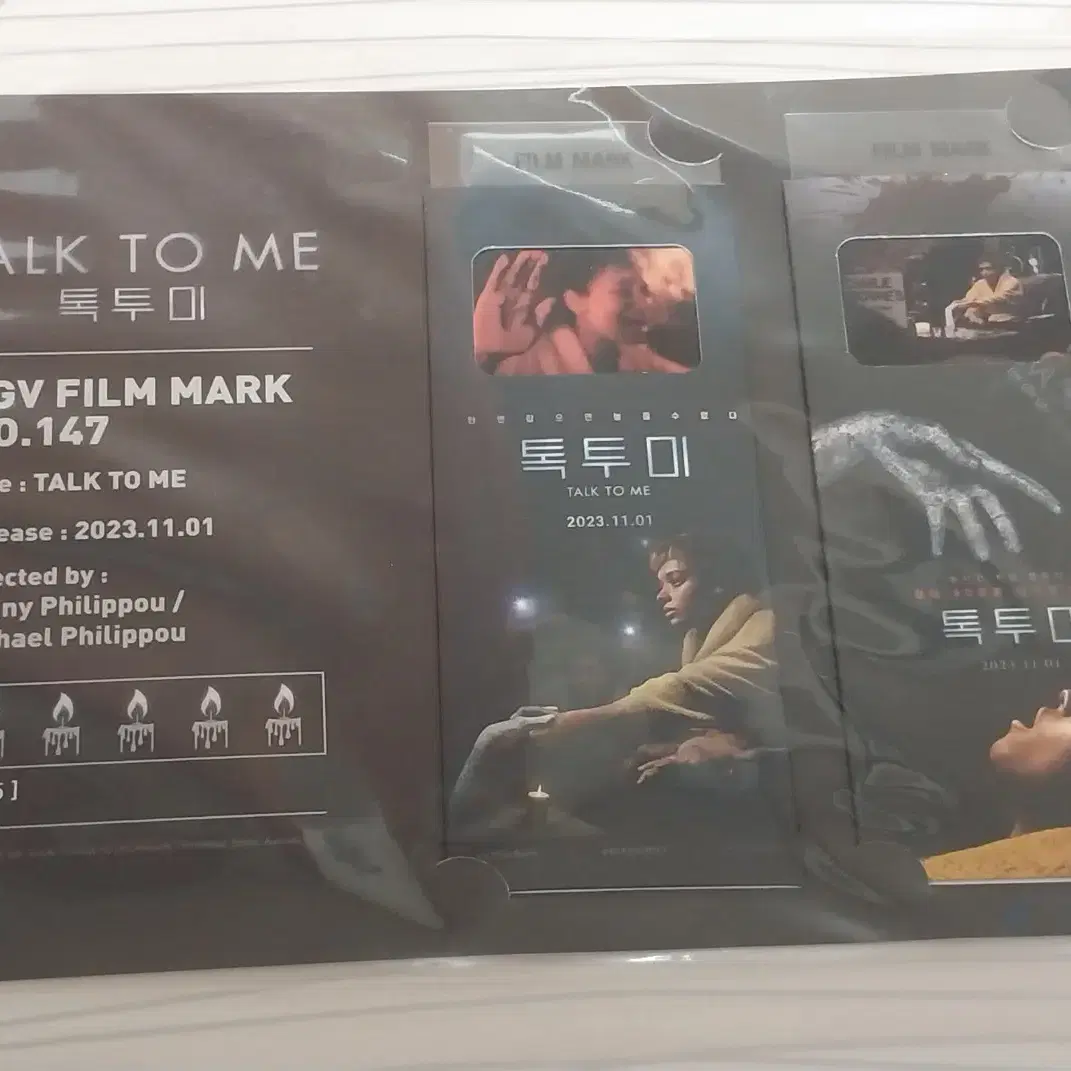 ALK TO ME
톡투미
GV FILM MARK
O.147
e : TALK TO ME
ease : 2023.11.01
ected by :
ny Philippou /
hael Philippou
5 ]
FILM MARK
톡투미
TALK TO ME
2023.11.01
FILM MARK
톡투미
2023.11.01